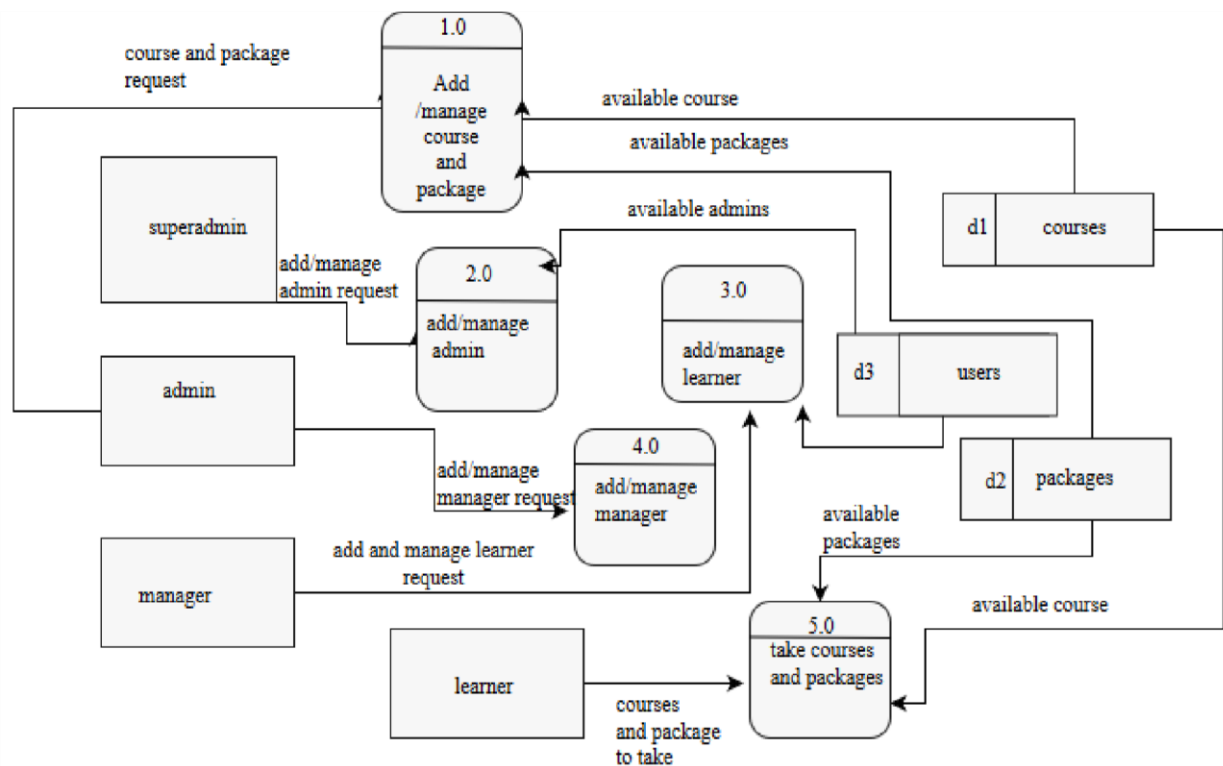 1.0
Add
/manage
course
and
package
course and package
request
available course
available packages
available admins
superadmin
d1
courses
add/manage
admin request
2.0
add/manage
admin
3.0
add/manage
learner
d3
users
admin
add/manage
manager request
4.0
add/manage
manager
d2
packages
available
packages
manager
add and manage learner
request
available course
5.0
take courses
and packages
learner
courses
and package
to take